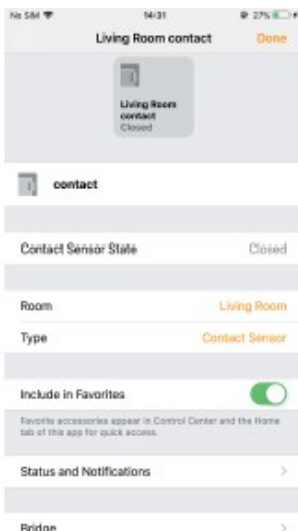 No SIM 14:31 27%
Living Room contact Done
Living Room
contact
Closed
contact
Contact Sensor State Closed
Room Living Room
Type Contact Sensor
Include in Favorites
Favorite accessories appear in Control Center and the Home
tab of this app for quick access.
Status and Notifications
Bridge